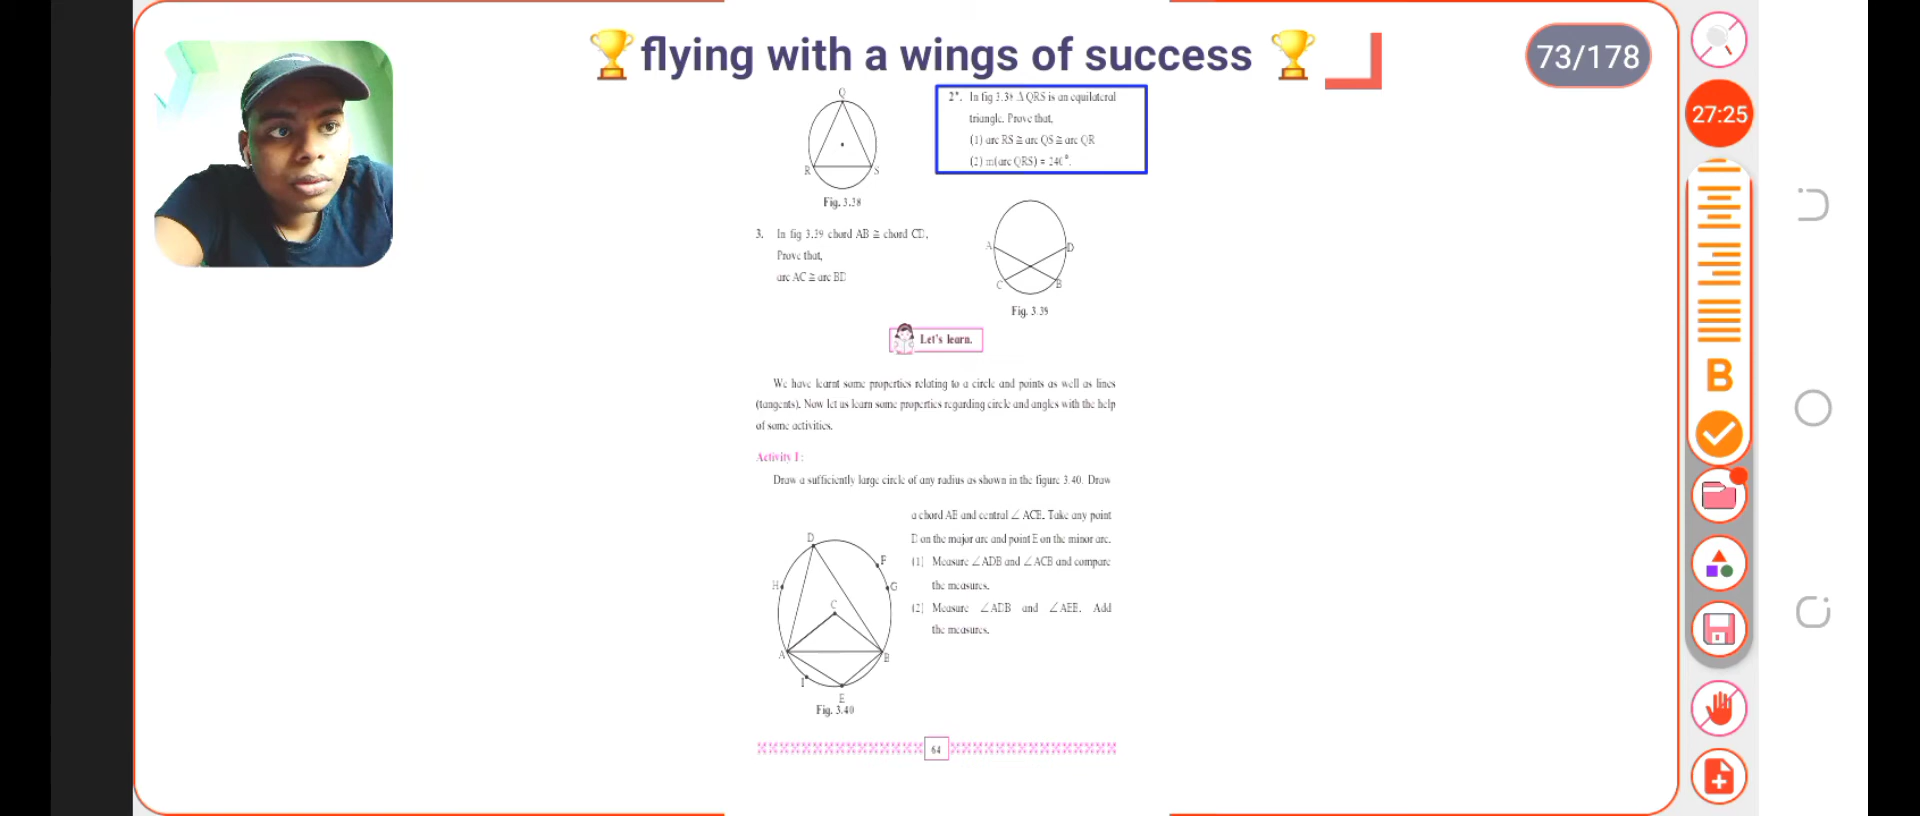 🏆flying with a wings of success 🏆
73/178
27:25
Q
R
S
Fig. 3.38
2*. In fig 3.38 Δ QRS is an equilateral
triangle. Prove that,
(1) arc RS ≅ arc QS ≅ arc QR
(2) m(arc QRS) = 240°.
3. In fig 3.39 chord AB ≅ chord CD,
Prove that,
arc AC ≅ arc BD
A
D
C
B
Fig. 3.39
Let's learn.
We have learnt some properties relating to a circle and points as well as lines
(tangents). Now let us learn some properties regarding circle and angles with the help
of some activities.
Activity I :
Draw a sufficiently large circle of any radius as shown in the figure 3.40. Draw
a chord AB and central ∠ ACB. Take any point
D on the major arc and point E on the minor arc.
(1) Measure ∠ADB and ∠ACB and compare
the measures.
(2) Measure ∠ADB and ∠AEB. Add
the measures.
D
F
H
G
C
A
B
I
E
Fig. 3.40
64
B